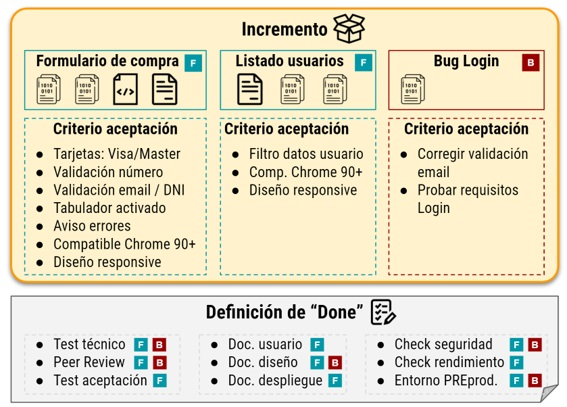 Incremento
Formulario de compra F
Listado usuarios F
Bug Login B
1010
0101
1010
0101
1010
0101
1010
0101
1010
0101
Criterio aceptación
Tarjetas: Visa/Master
Validación número
Validación email / DNI
Tabulador activado
Aviso errores
Compatible Chrome 90+
Diseño responsive
Criterio aceptación
Filtro datos usuario
Comp. Chrome 90+
Diseño responsive
Criterio aceptación
Corregir validación
email
Probar requisitos
Login
Definición de “Done”
Test técnico F B
Peer Review F B
Test aceptación F
Doc. usuario F
Doc. diseño F B
Doc. despliegue F
Check seguridad F B
Check rendimiento F
Entorno PREprod. F B